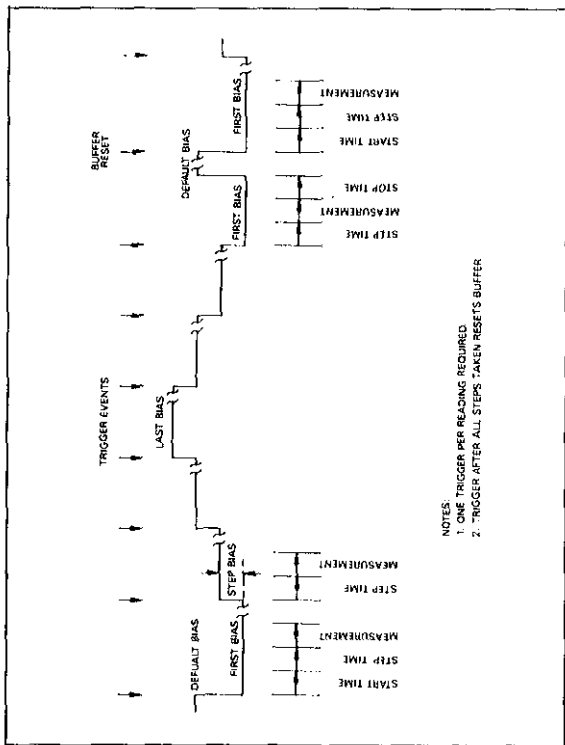 BUFFER
RESET
TRIGGER EVENTS
DEFUALT BIAS
FIRST BIAS
STEP BIAS
LAST BIAS
FIRST BIAS
DEFAULT BIAS
FIRST BIAS
START TIME
STEP TIME
MEASUREMENT
STEP TIME
MEASUREMENT
STEP TIME
MEASUREMENT
STOP TIME
START TIME
STEP TIME
MEASUREMENT
NOTES:
1. ONE TRIGGER PER READING REQUIRED.
2. TRIGGER AFTER ALL STEPS TAKEN RESETS BUFFER